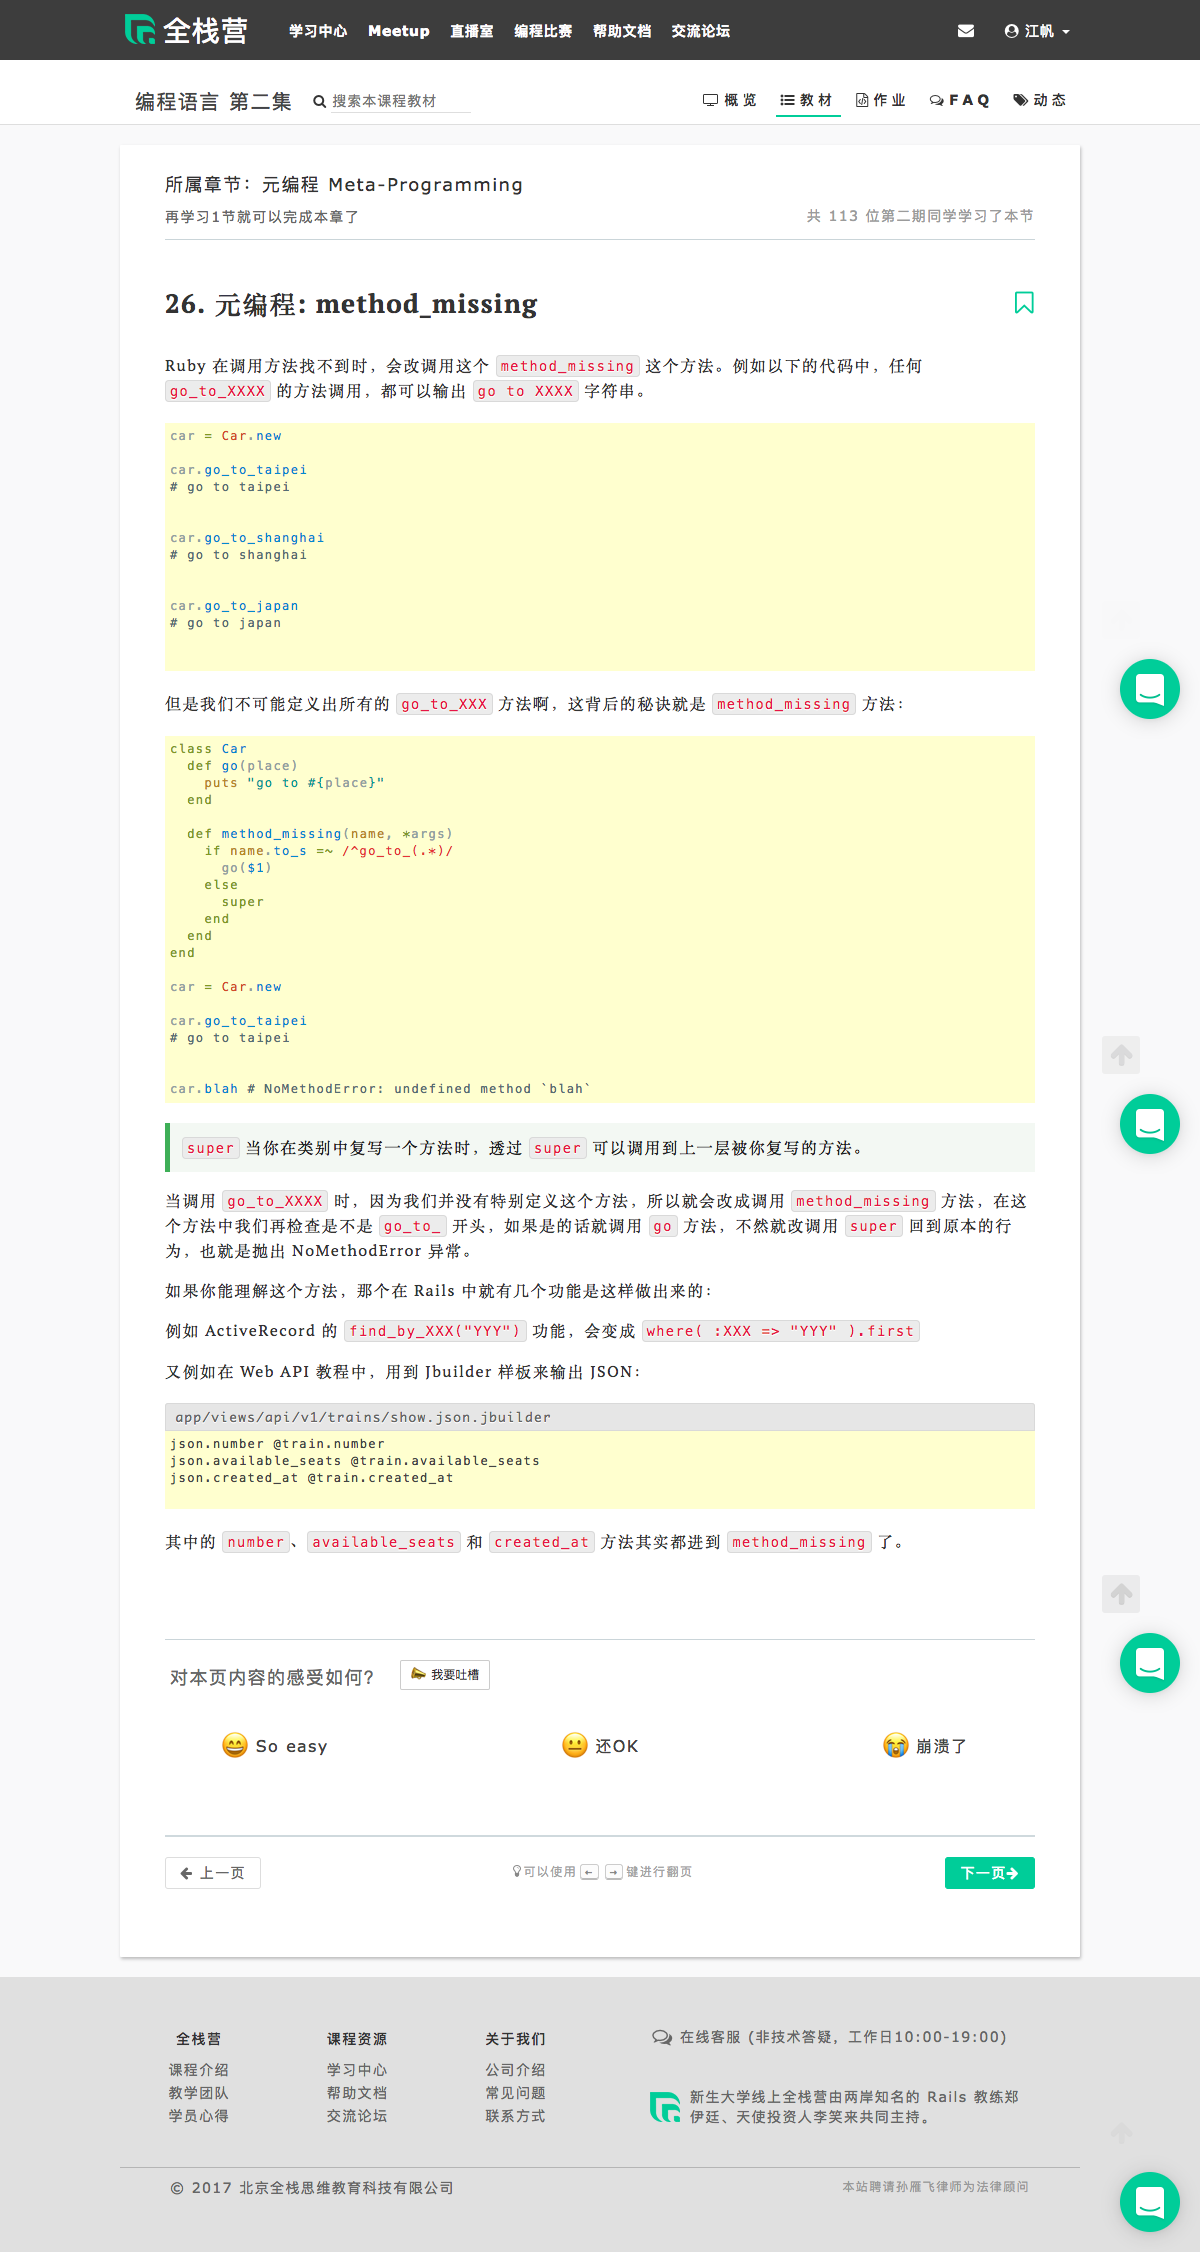 全栈营 学习中心 Meetup 直播室 编程比赛 帮助文档 交流论坛 江帆
编程语言 第二集 搜索本课程教材 概览 教材 作业 FAQ 动态
所属章节：元编程 Meta-Programming
再学习1节就可以完成本章了 共 113 位第二期同学学习了本节
26. 元编程: method_missing
Ruby 在调用方法找不到时，会改调用这个 method_missing 这个方法。例如以下的代码中，任何
go_to_XXXX 的方法调用，都可以输出 go to XXXX 字符串。
car = Car.new
car.go_to_taipei
# go to taipei
car.go_to_shanghai
# go to shanghai
car.go_to_japan
# go to japan
但是我们不可能定义出所有的 go_to_XXX 方法啊，这背后的秘诀就是 method_missing 方法：
class Car
  def go(place)
    puts "go to #{place}"
  end
  def method_missing(name, *args)
    if name.to_s =~ /^go_to_(.*)/
      go($1)
    else
      super
    end
  end
end
car = Car.new
car.go_to_taipei
# go to taipei
car.blah # NoMethodError: undefined method `blah`
super 当你在类别中复写一个方法时，透过 super 可以调用到上一层被你复写的方法。
当调用 go_to_XXXX 时，因为我们并没有特别定义这个方法，所以就会改成调用 method_missing 方法，在这
个方法中我们再检查是不是 go_to_ 开头，如果是的话就调用 go 方法，不然就改调用 super 回到原本的行
为，也就是抛出 NoMethodError 异常。
如果你能理解这个方法，那个在 Rails 中就有几个功能是这样做出来的：
例如 ActiveRecord 的 find_by_XXX("YYY") 功能，会变成 where( :XXX => "YYY" ).first
又例如在 Web API 教程中，用到 Jbuilder 样板来输出 JSON：
app/views/api/v1/trains/show.json.jbuilder
json.number @train.number
json.available_seats @train.available_seats
json.created_at @train.created_at
其中的 number、available_seats 和 created_at 方法其实都进到 method_missing 了。
对本页内容的感受如何? 我要吐槽
So easy 还OK 崩溃了
上一页 可以使用 ← → 键进行翻页 下一页
全栈营 课程资源 关于我们 在线客服 (非技术答疑，工作日10:00-19:00)
课程介绍 学习中心 公司介绍
教学团队 帮助文档 常见问题 新生大学线上全栈营由两岸知名的 Rails 教练郑
学员心得 交流论坛 联系方式 伊廷、天使投资人李笑来共同主持。
© 2017 北京全栈思维教育科技有限公司 本站聘请孙雁飞律师为法律顾问